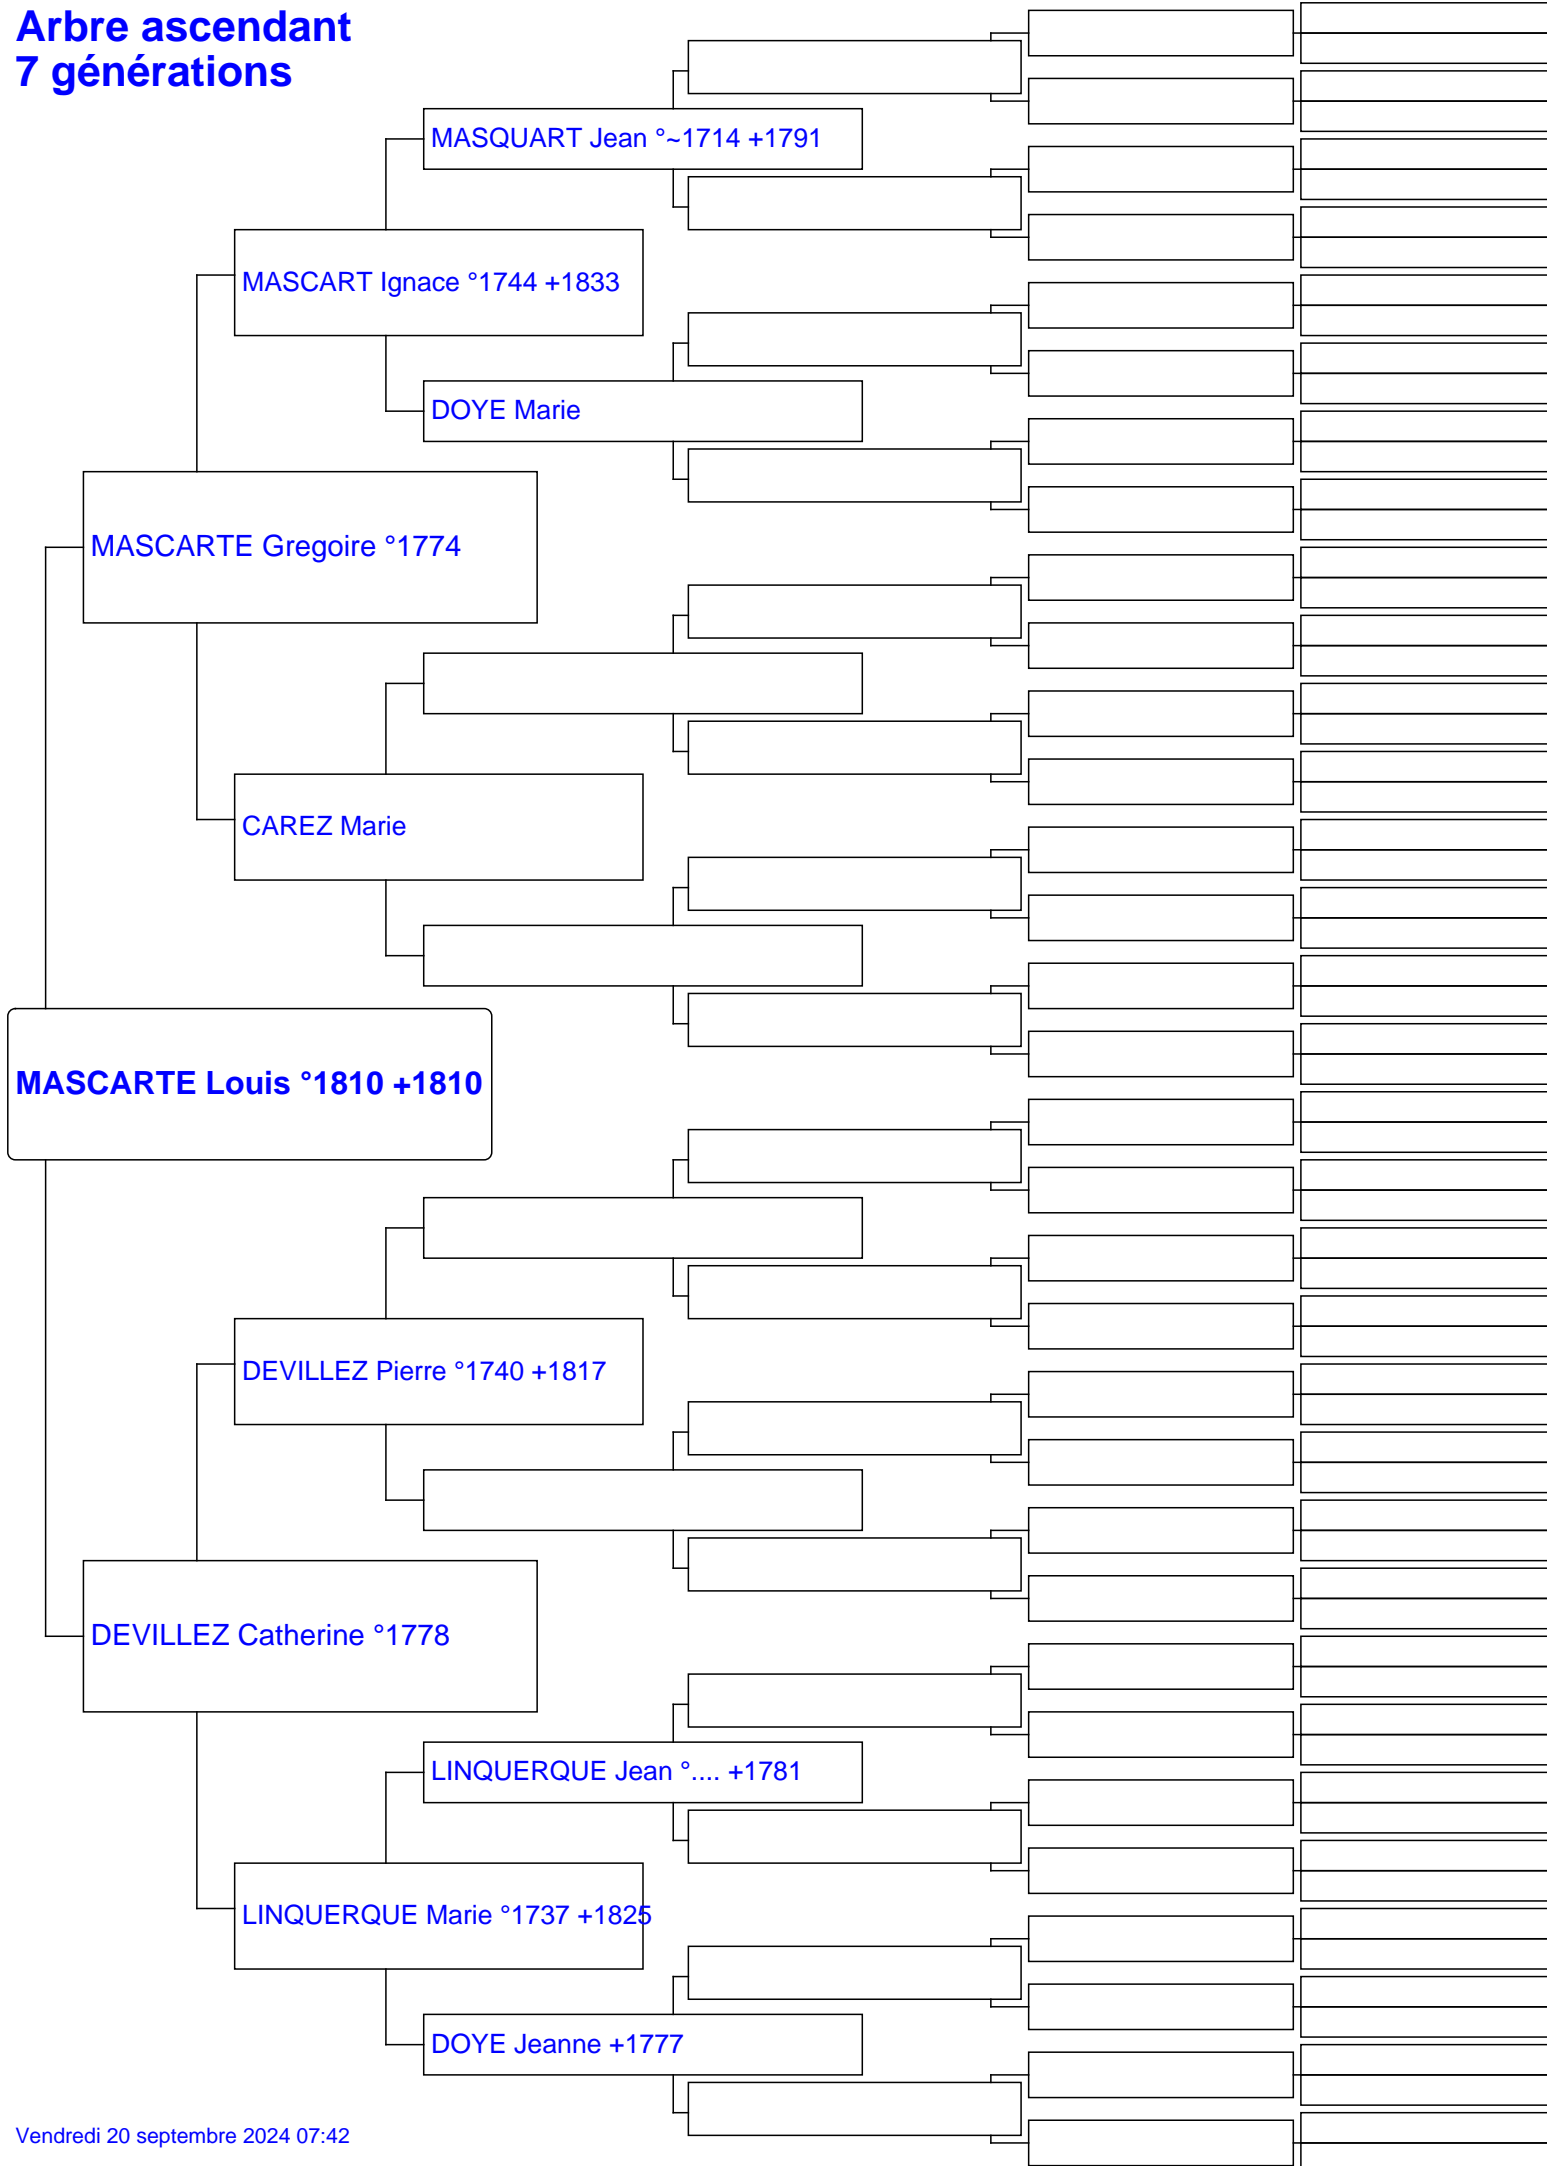 Arbre ascendant
7 générations
MASQUART Jean °~1714 +1791
MASCART Ignace °1744 +1833
DOYE Marie
MASCARTE Gregoire °1774
CAREZ Marie
MASCARTE Louis °1810 +1810
DEVILLEZ Pierre °1740 +1817
DEVILLEZ Catherine °1778
LINQUERQUE Jean °.... +1781
LINQUERQUE Marie °1737 +1825
DOYE Jeanne +1777
Vendredi 20 septembre 2024 07:42